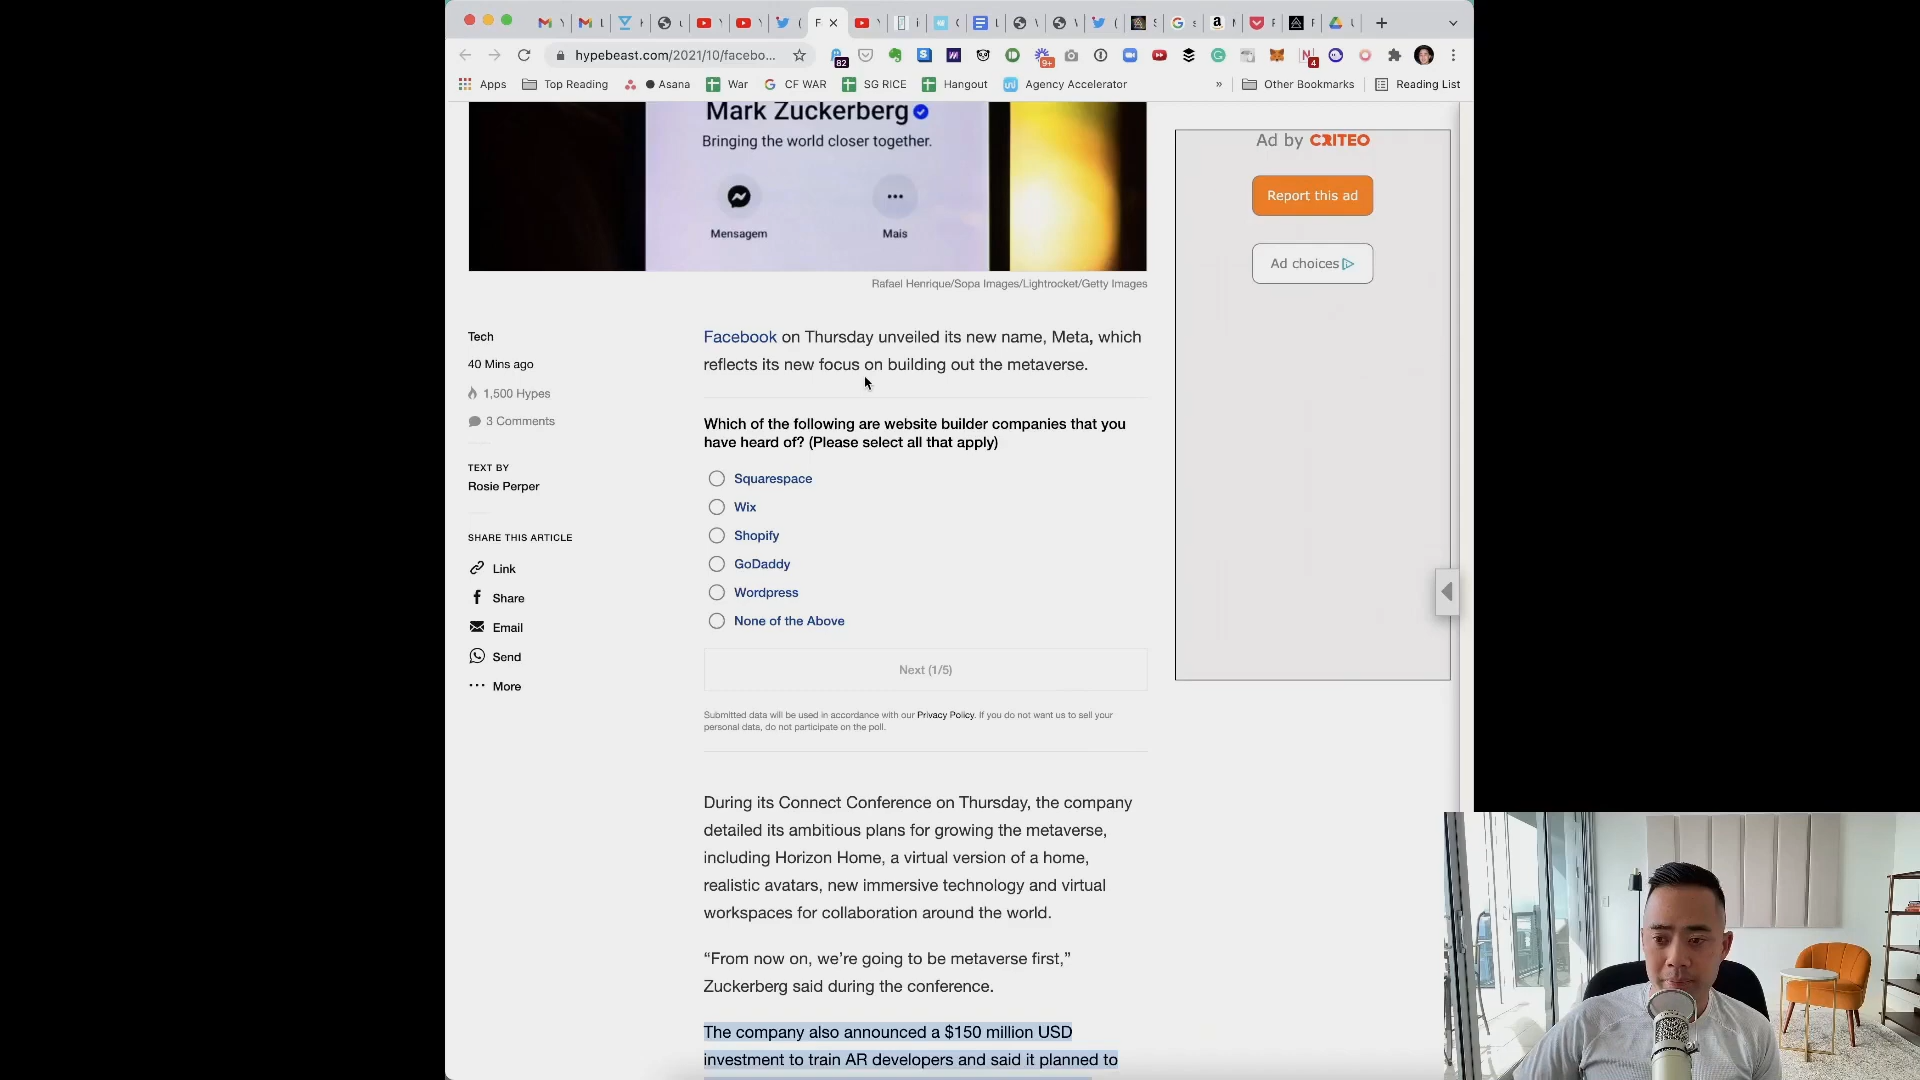 hypebeast.com/2021/10/facebo...
82
9+
4
Apps
Top Reading
Asana
War
CF WAR
SG RICE
Hangout
Agency Accelerator
»
Other Bookmarks
Reading List
Mark Zuckerberg
Bringing the world closer together.
Mensagem
Mais
Rafael Henrique/Sopa Images/Lightrocket/Getty Images
Ad by CRITEO
Report this ad
Ad choices
Tech
40 Mins ago
1,500 Hypes
3 Comments
TEXT BY
Rosie Perper
SHARE THIS ARTICLE
Link
Share
Email
Send
More
Facebook on Thursday unveiled its new name, Meta, which
reflects its new focus on building out the metaverse.
Which of the following are website builder companies that you
have heard of? (Please select all that apply)
Squarespace
Wix
Shopify
GoDaddy
Wordpress
None of the Above
Next (1/5)
Submitted data will be used in accordance with our Privacy Policy. If you do not want us to sell your
personal data, do not participate on the poll.
During its Connect Conference on Thursday, the company
detailed its ambitious plans for growing the metaverse,
including Horizon Home, a virtual version of a home,
realistic avatars, new immersive technology and virtual
workspaces for collaboration around the world.
“From now on, we’re going to be metaverse first,”
Zuckerberg said during the conference.
The company also announced a $150 million USD
investment to train AR developers and said it planned to